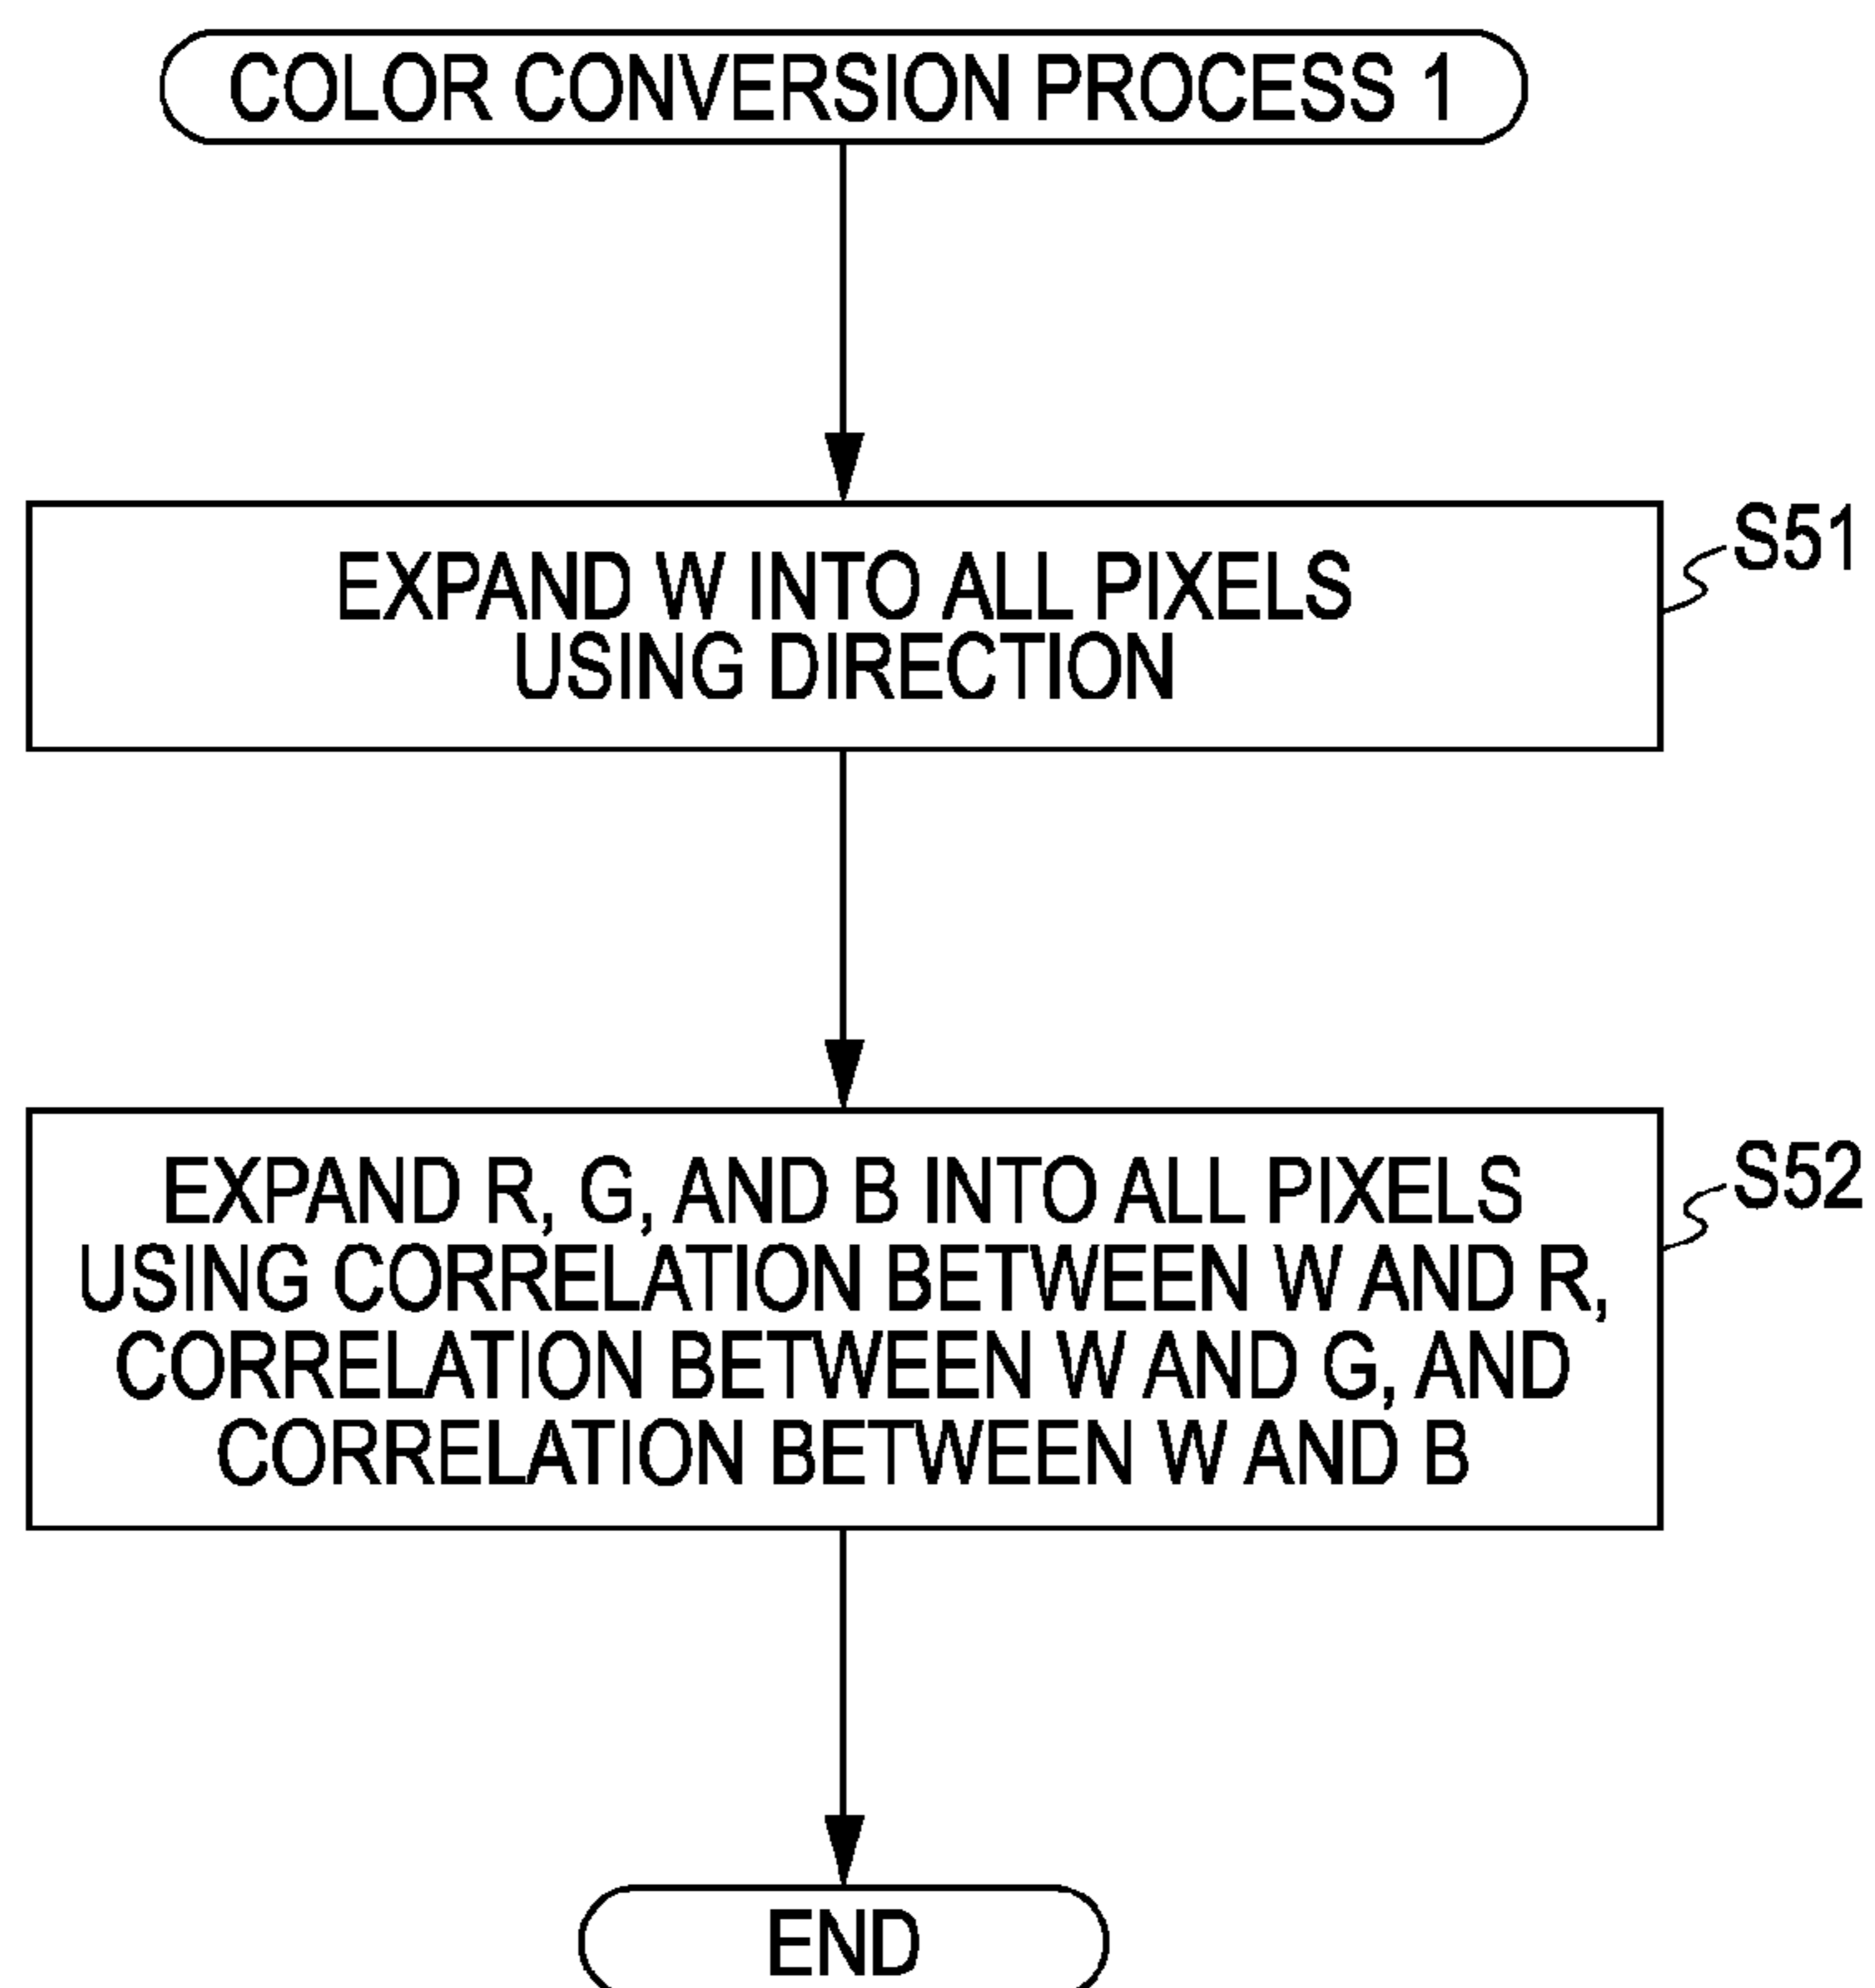 COLOR CONVERSION PROCESS 1
EXPAND W INTO ALL PIXELS
USING DIRECTION
S51
EXPAND R, G, AND B INTO ALL PIXELS
USING CORRELATION BETWEEN W AND R,
CORRELATION BETWEEN W AND G, AND
CORRELATION BETWEEN W AND B
S52
END